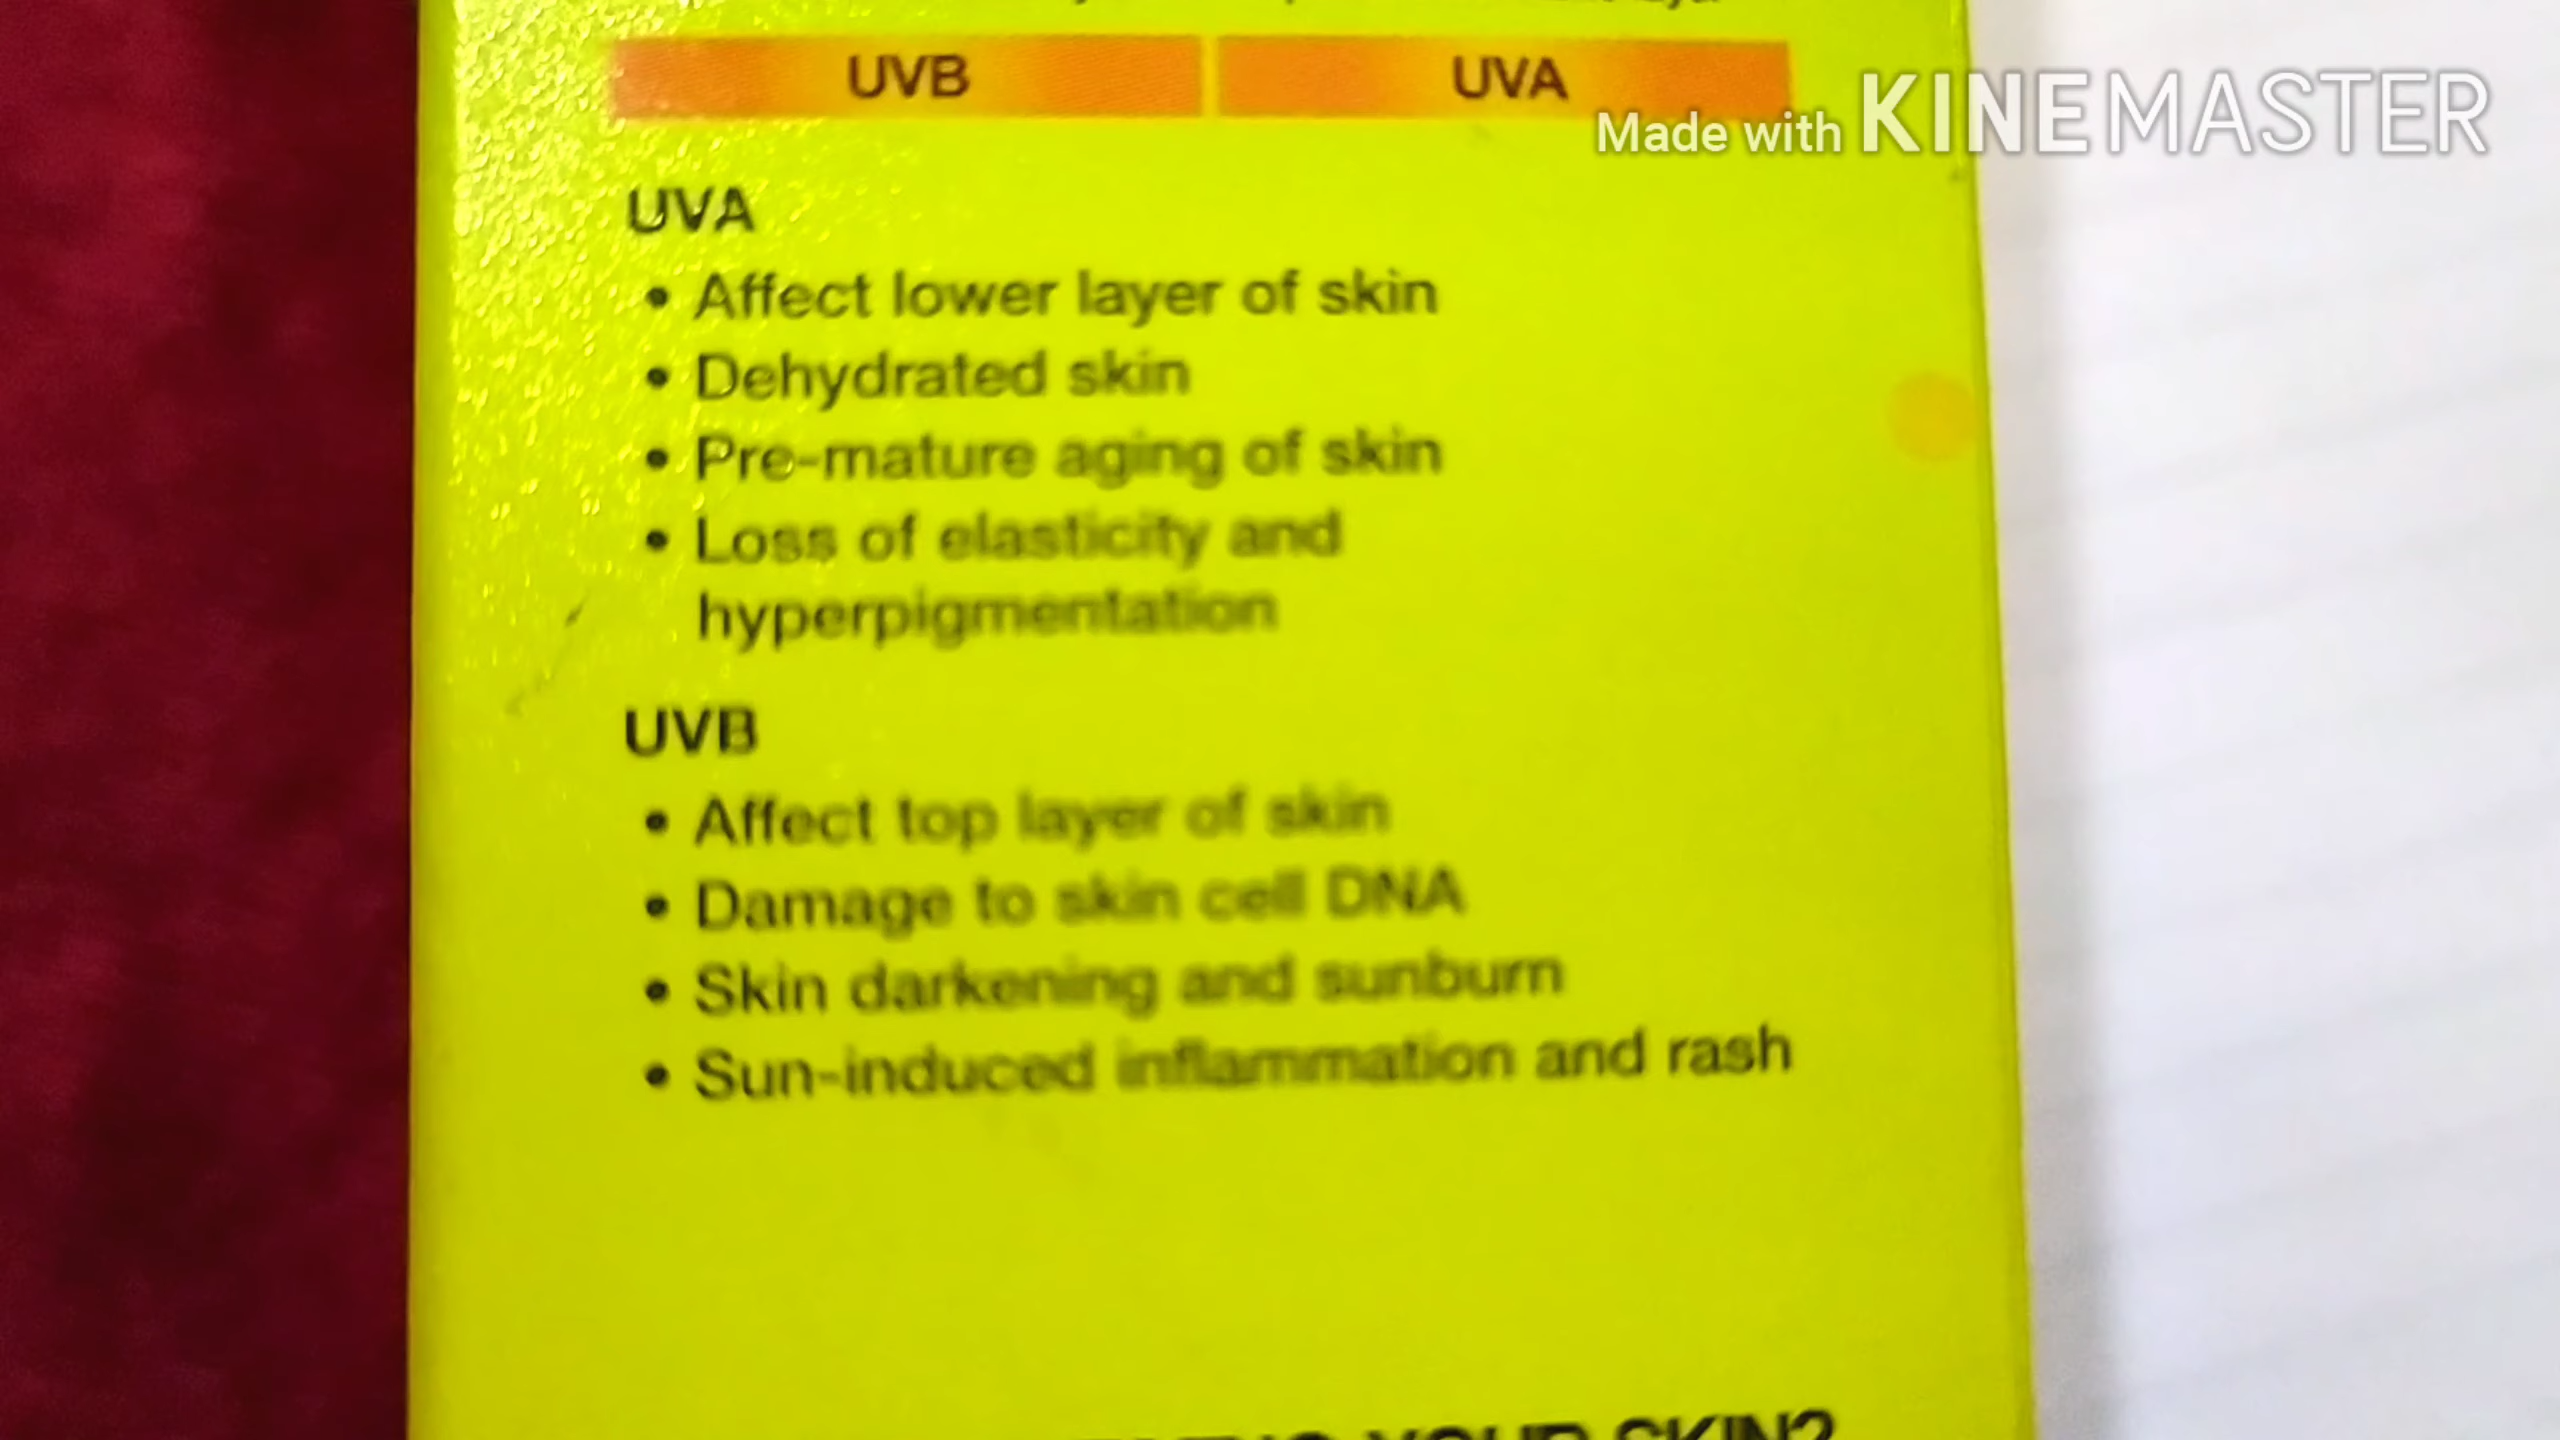 UVB UVA
Made with KINEMASTER
UVA
• Affect lower layer of skin
• Dehydrated skin
• Pre-mature aging of skin
• Loss of elasticity and
hyperpigmentation
UVB
• Affect top layer of skin
• Damage to skin cell DNA
• Skin darkening and sunburn
• Sun-induced inflammation and rash
YOUR SKIN?